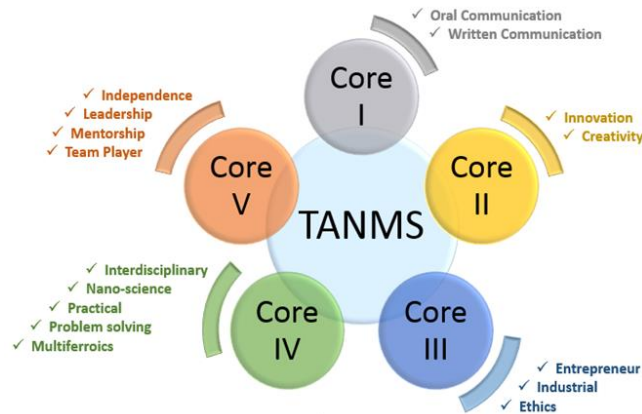 ✓ Oral Communication
✓ Written Communication
Core
I
✓ Independence
✓ Leadership
✓ Mentorship
✓ Team Player
Core
V
✓ Innovation
✓ Creativity
Core
II
TANMS
✓ Interdisciplinary
✓ Nano-science
✓ Practical
✓ Problem solving
✓ Multiferroics
Core
IV
Core
III
✓ Entrepreneur
✓ Industrial
✓ Ethics